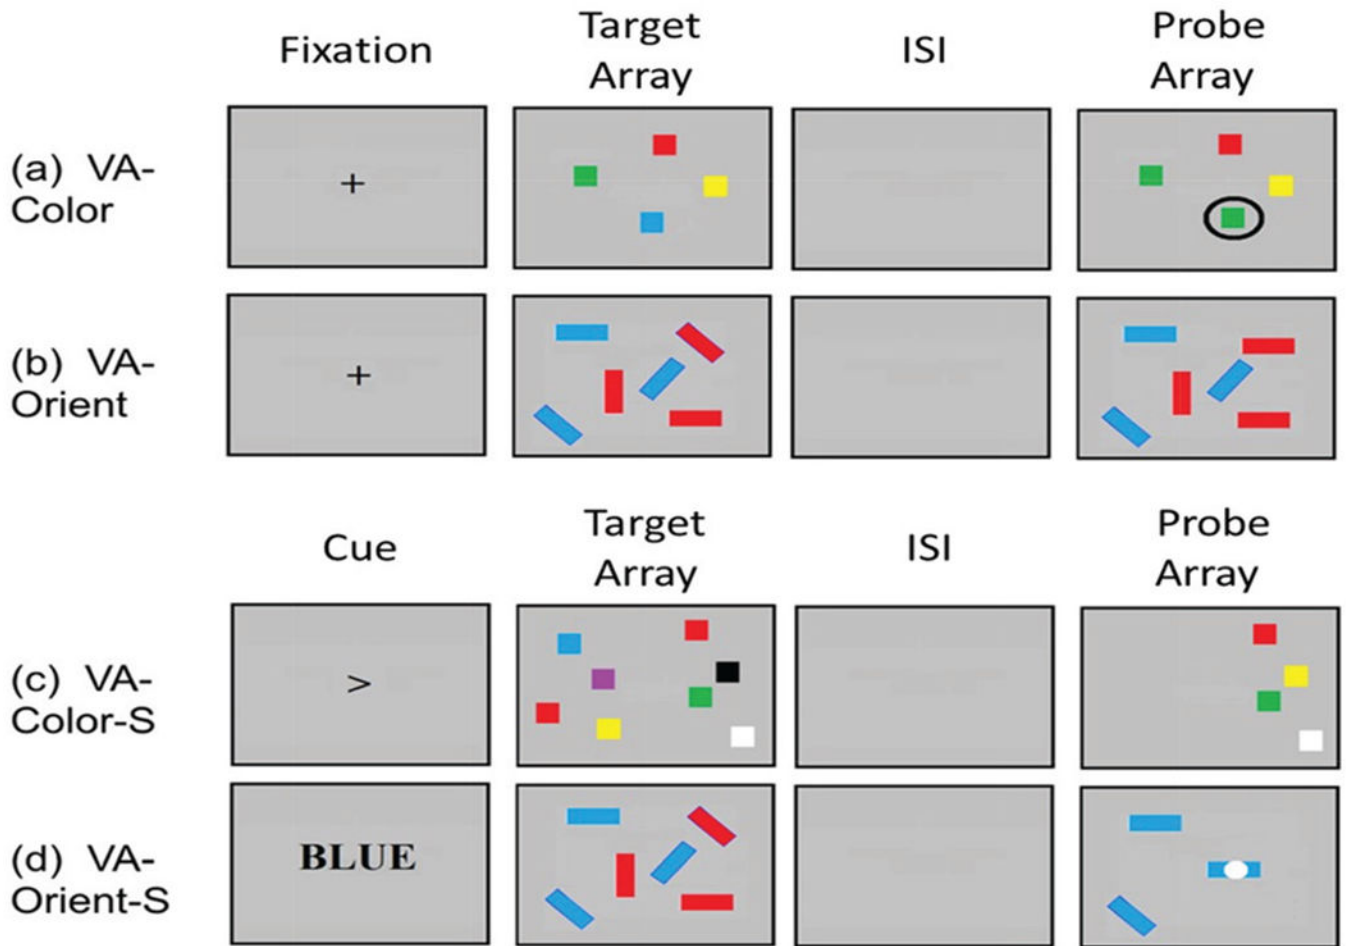 Fixation
Target
Array
ISI
Probe
Array
(a) VA-
Color
+
(b) VA-
Orient
+
Cue
Target
Array
ISI
Probe
Array
(c) VA-
Color-S
>
(d) VA-
Orient-S
BLUE